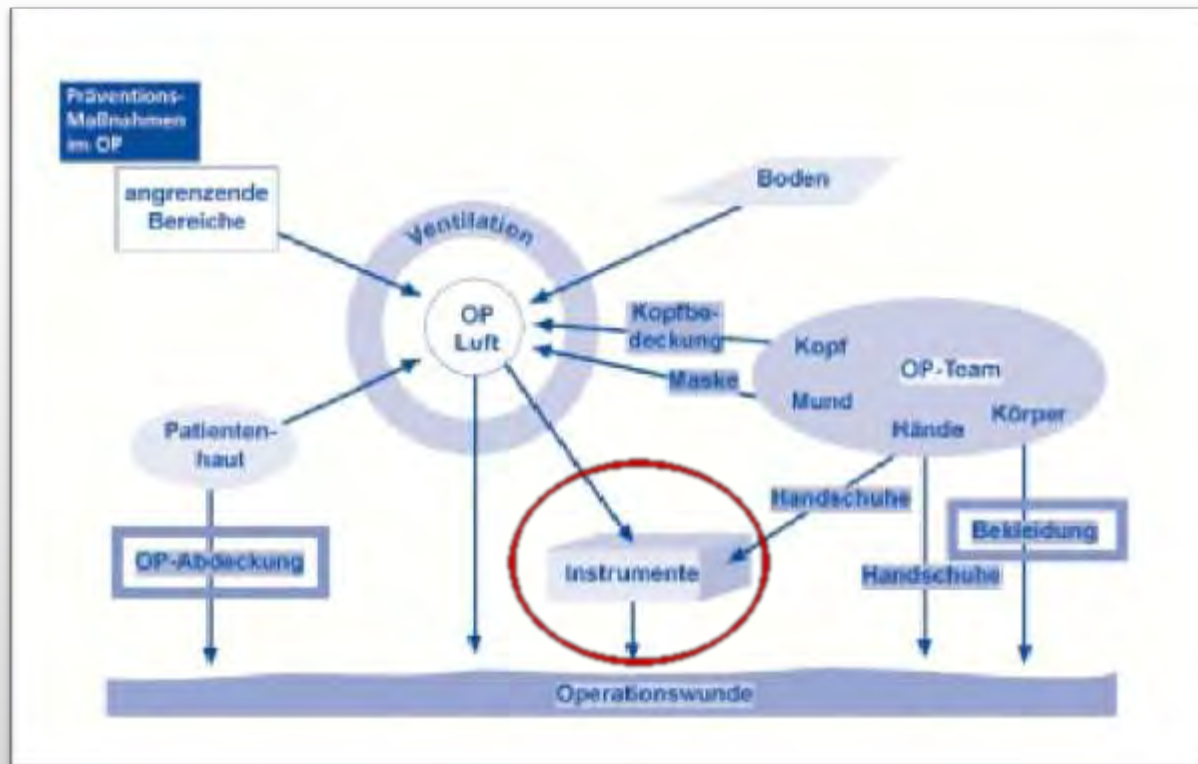 Präventions-
Maßnahmen
im OP
angrenzende
Bereiche
Boden
Ventilation
OP
Luft
Kopfbe-
deckung
Maske
Kopf
OP-Team
Mund
Körper
Hände
Patienten-
haut
Handschuhe
OP-Abdeckung
Instrumente
Bekleidung
Handschuhe
Operationswunde